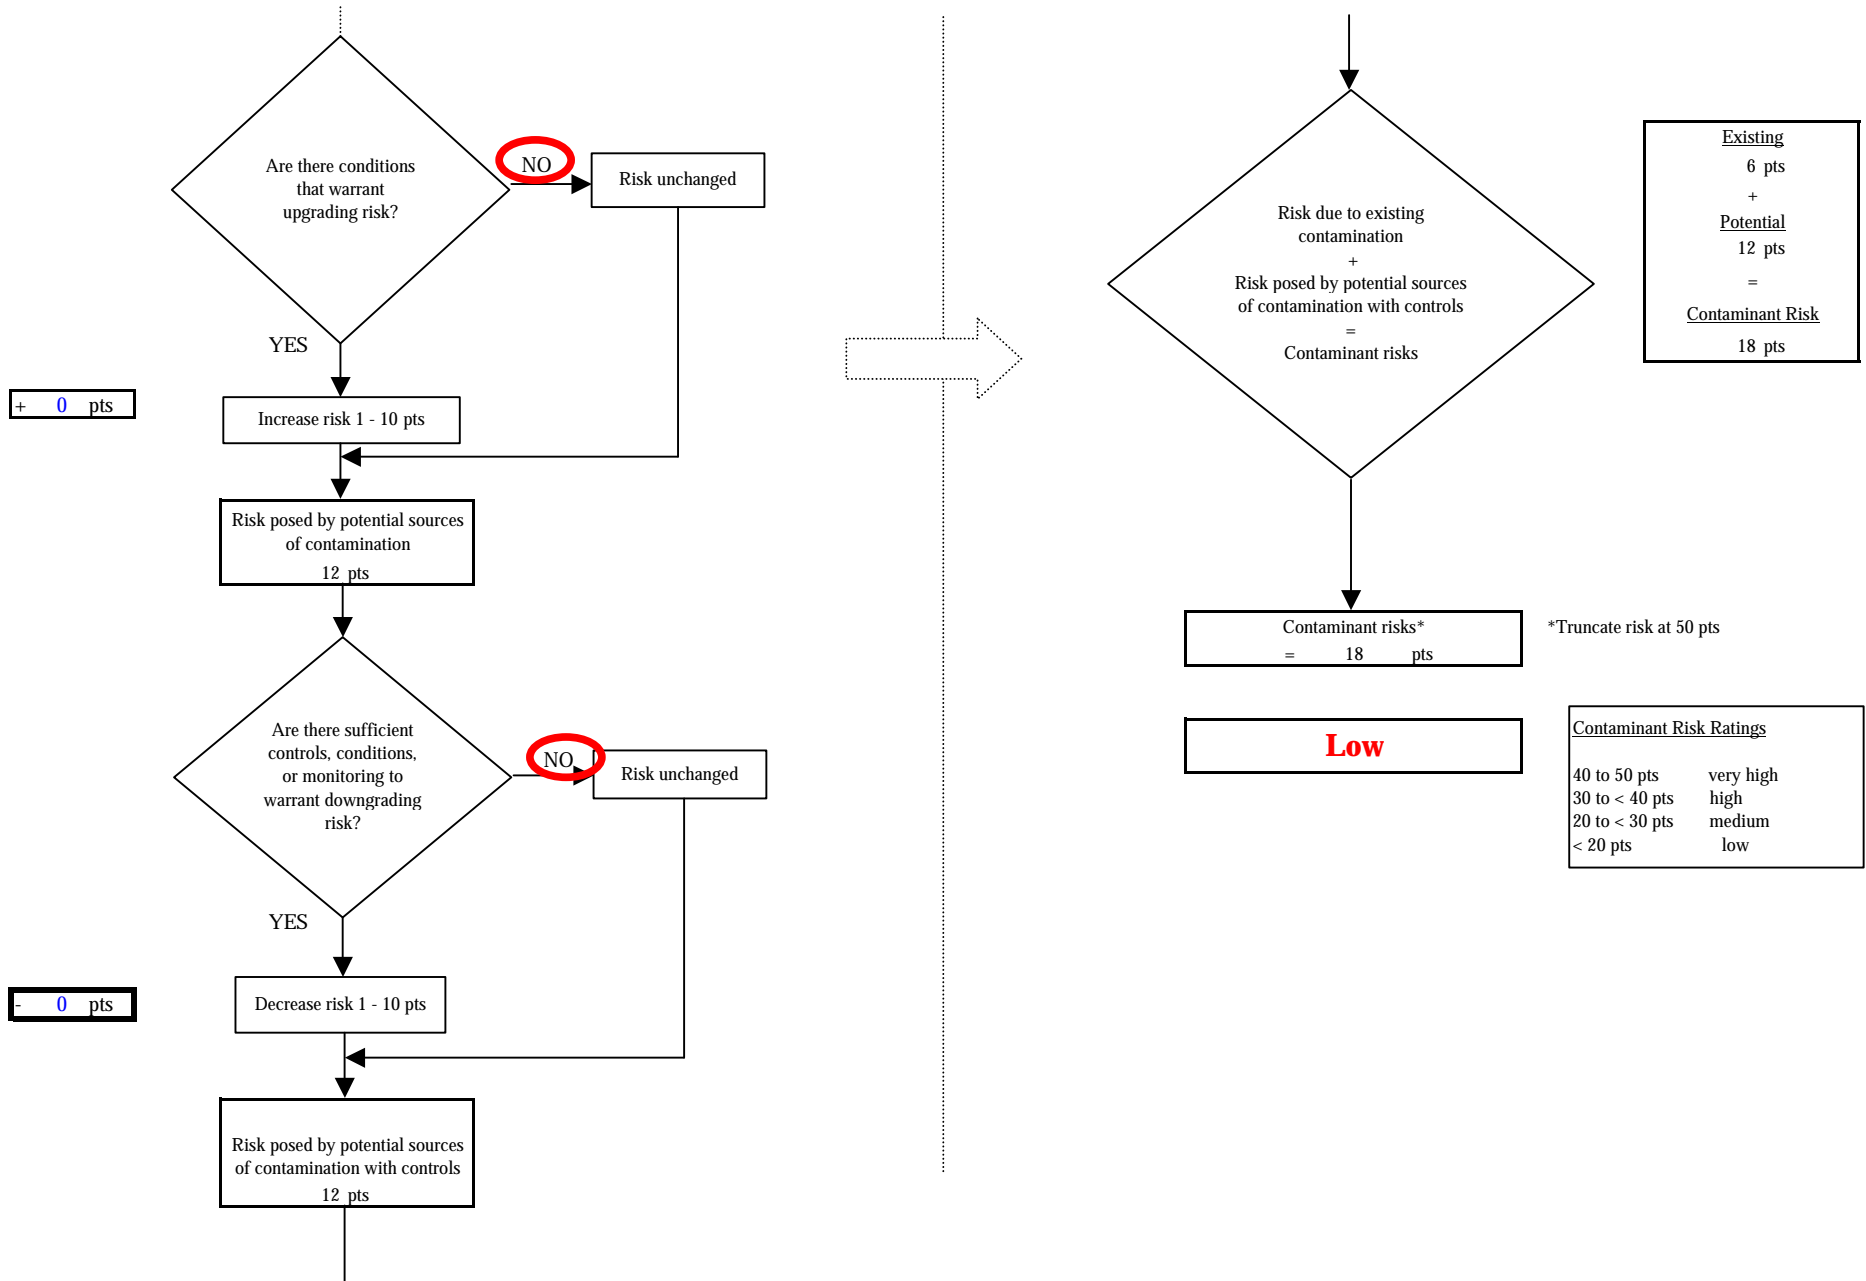 Are there conditions
that warrant
upgrading risk?
NO
Risk unchanged
YES
+ 0 pts
Increase risk 1 - 10 pts
Risk posed by potential sources
of contamination
12 pts
Are there sufficient
controls, conditions,
or monitoring to
warrant downgrading
risk?
NO
Risk unchanged
YES
- 0 pts
Decrease risk 1 - 10 pts
Risk posed by potential sources
of contamination with controls
12 pts
Risk due to existing
contamination
+
Risk posed by potential sources
of contamination with controls
=
Contaminant risks
Existing
6 pts
+
Potential
12 pts
=
Contaminant Risk
18 pts
Contaminant risks*
= 18 pts
*Truncate risk at 50 pts
Low
Contaminant Risk Ratings
40 to 50 pts very high
30 to < 40 pts high
20 to < 30 pts medium
< 20 pts low